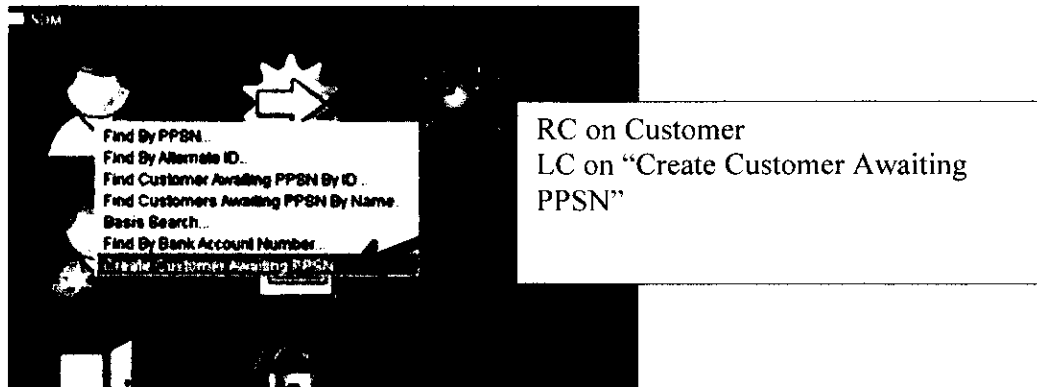 SDM
Find By PPSN...
Find By Alternate ID...
Find Customer Awaiting PPSN By ID...
Find Customers Awaiting PPSN By Name.
Basis Search...
Find By Bank Account Number...
Create Customer Awaiting PPSN
RC on Customer
LC on “Create Customer Awaiting
PPSN”